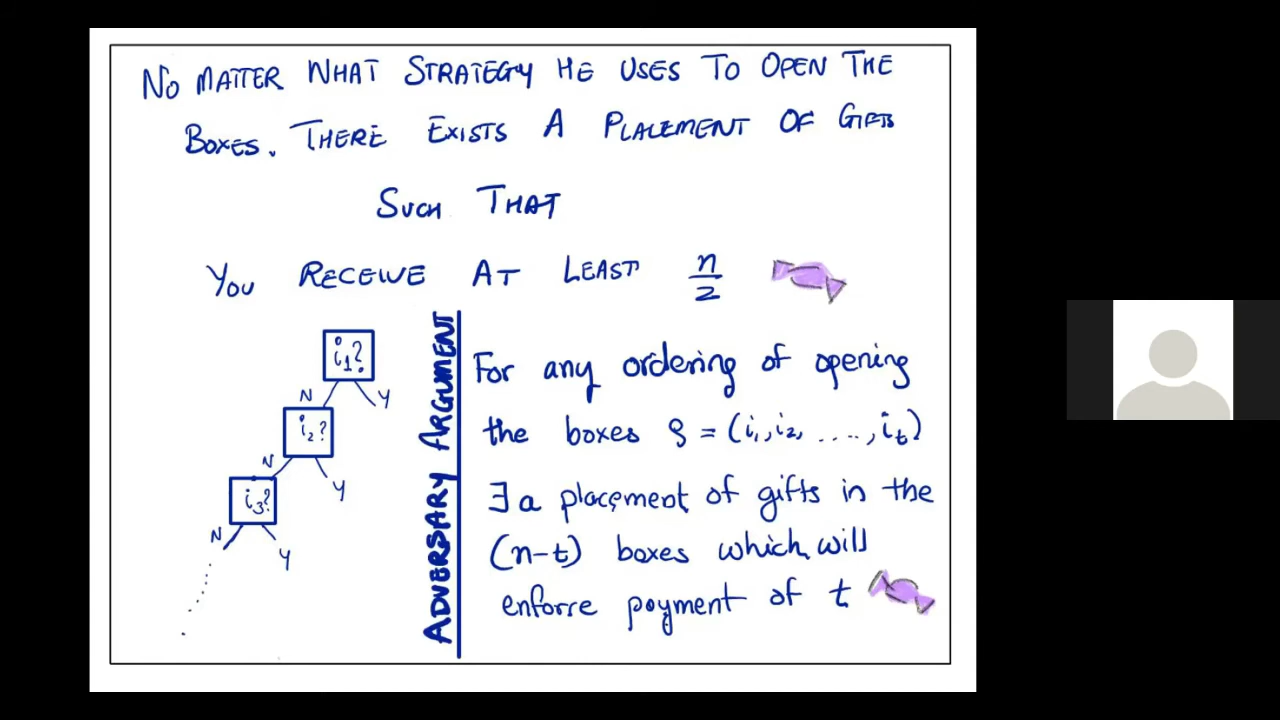 NO MATTER WHAT STRATEGY HE USES TO OPEN THE
BOXES. THERE EXISTS A PLACEMENT OF GIFTS
SUCH THAT
YOU RECEIVE AT LEAST n/2
i₁?
N Y
i₂?
N Y
i₃?
N Y
ADVERSARY ARGUMENT
For any ordering of opening
the boxes S = (i₁, i₂, ...., iₜ)
∃ a placement of gifts in the
(n-t) boxes which will
enforce payment of t